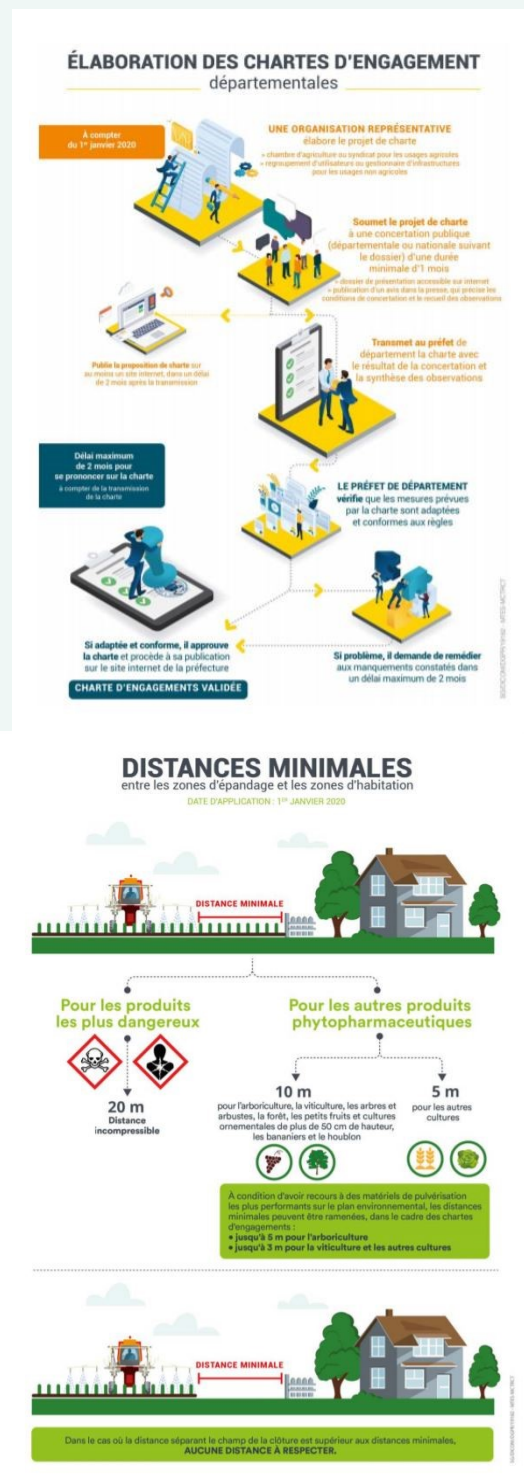 ÉLABORATION DES CHARTES D'ENGAGEMENT
départementales
À compter
du 1er janvier 2020
UNE ORGANISATION REPRÉSENTATIVE
élabore le projet de charte
» chambre d'agriculture ou syndicat pour les usages agricoles
» regroupement d'utilisateurs ou gestionnaire d'infrastructures
pour les usages non agricoles
Soumet le projet de charte
à une concertation publique
(départementale ou nationale suivant
le dossier) d'une durée
minimale d'1 mois
» dossier de présentation accessible sur internet
» publication d'un avis dans la presse, qui précise les
conditions de concertation et le recueil des observations
Publie la proposition de charte sur
au moins un site internet, dans un délai
de 2 mois après la transmission
Transmet au préfet de
département la charte avec
le résultat de la concertation et
la synthèse des observations
Délai maximum
de 2 mois pour
se prononcer sur la charte
à compter de la transmission
de la charte
LE PRÉFET DE DÉPARTEMENT
vérifie que les mesures prévues
par la charte sont adaptées
et conformes aux règles
Si adaptée et conforme, il approuve
la charte et procède à sa publication
sur le site internet de la préfecture
CHARTE D'ENGAGEMENTS VALIDÉE
Si problème, il demande de remédier
aux manquements constatés dans
un délai maximum de 2 mois
DISTANCES MINIMALES
entre les zones d'épandage et les zones d'habitation
DATE D'APPLICATION : 1ER JANVIER 2020
DISTANCE MINIMALE
Pour les produits
les plus dangereux
20 m
Distance
incompressible
Pour les autres produits
phytopharmaceutiques
10 m
pour l'arboriculture, la viticulture, les arbres et
arbustes, la forêt, les petits fruits et cultures
ornementales de plus de 50 cm de hauteur,
les bananiers et le houblon
5 m
pour les autres
cultures
À condition d'avoir recours à des matériels de pulvérisation
les plus performants sur le plan environnemental, les distances
minimales peuvent être ramenées, dans le cadre des chartes
d'engagements :
• jusqu'à 5 m pour l'arboriculture
• jusqu'à 3 m pour la viticulture et les autres cultures
DISTANCE MINIMALE
Dans le cas où la distance séparant le champ de la clôture est supérieur aux distances minimales,
AUCUNE DISTANCE À RESPECTER.